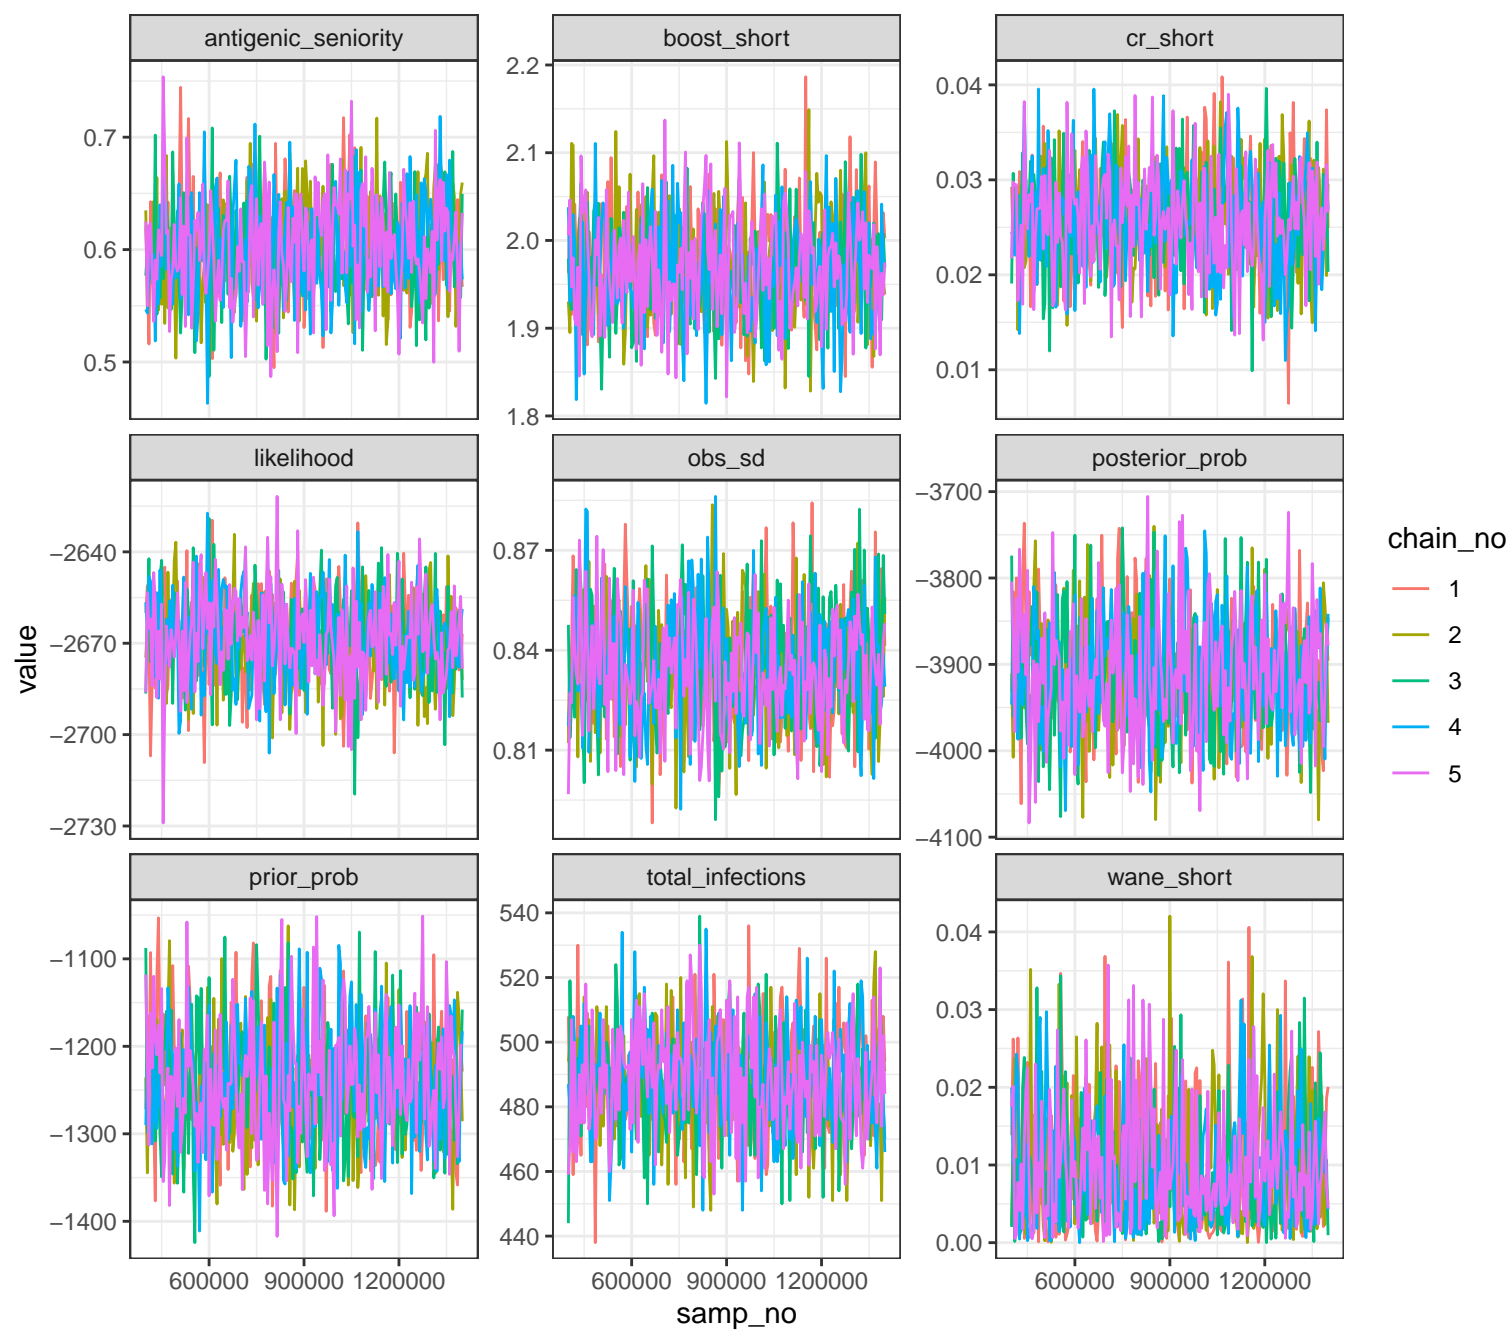 antigenic_seniority
boost_short
cr_short
0.7
0.6
0.5
2.2
2.1
2.0
1.9
1.8
0.04
0.03
0.02
0.01
likelihood
obs_sd
posterior_prob
−2640
−2670
−2700
−2730
0.87
0.84
0.81
−3700
−3800
−3900
−4000
−4100
prior_prob
total_infections
wane_short
−1100
−1200
−1300
−1400
540
520
500
480
460
440
0.04
0.03
0.02
0.01
0.00
600000 900000 1200000
600000 900000 1200000
600000 900000 1200000
samp_no
value
chain_no
1
2
3
4
5